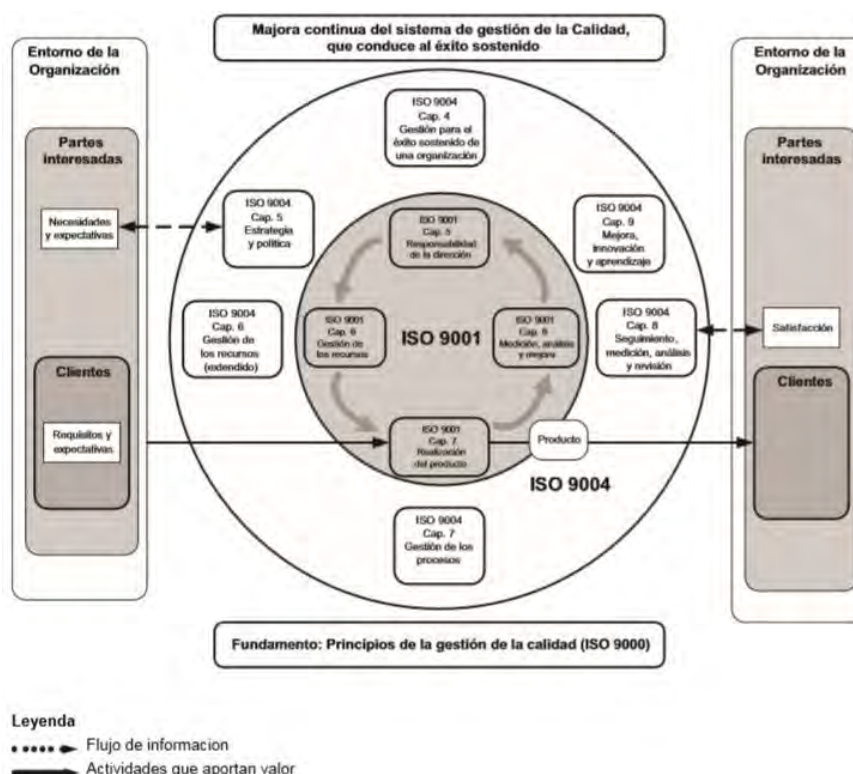 Majora continua del sistema de gestión de la Calidad,
que conduce al éxito sostenido
Entorno de la
Organización
Partes
interesadas
Necesidades
y expectativas
Clientes
Requisitos y
expectativas
ISO 9004
Cap. 4
Gestión para el
éxito sostenido de
una organización
ISO 9004
Cap. 5
Estrategia
y política
ISO 9004
Cap. 9
Mejora,
innovación
y aprendizaje
ISO 9004
Cap. 6
Gestión de
los recursos
(extendido)
ISO 9004
Cap. 8
Seguimiento,
medición, análisis
y revisión
ISO 9001
Cap. 5
Responsabilidad
de la dirección
ISO 9001
Cap. 6
Gestión de
los recursos
ISO 9001
ISO 9001
Cap. 8
Medición, análisis
y mejora
ISO 9001
Cap. 7
Realización
del producto
Producto
ISO 9004
ISO 9004
Cap. 7
Gestión de los
procesos
Entorno de la
Organización
Partes
interesadas
Satisfacción
Clientes
Fundamento: Principios de la gestión de la calidad (ISO 9000)
Leyenda
Flujo de informacion
Actividades que aportan valor